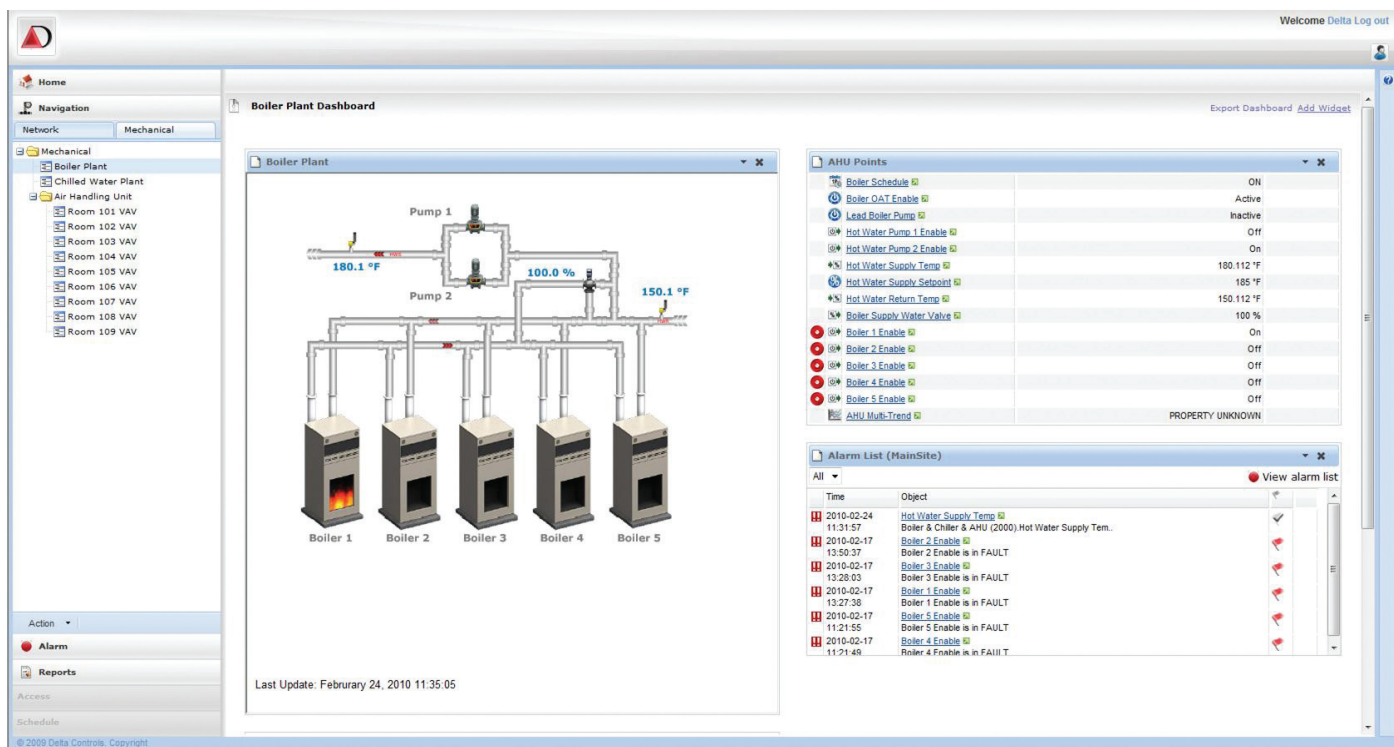 Welcome Delta Log out
Home
Navigation
Network Mechanical
Mechanical
Boiler Plant
Chilled Water Plant
Air Handling Unit
Room 101 VAV
Room 102 VAV
Room 103 VAV
Room 104 VAV
Room 105 VAV
Room 106 VAV
Room 107 VAV
Room 108 VAV
Room 109 VAV
Action
Alarm
Reports
Access
Schedule
© 2009 Delta Controls. Copyright
Boiler Plant Dashboard
Export Dashboard Add Widget
Boiler Plant
Pump 1
180.1 °F
100.0 %
Pump 2
150.1 °F
Boiler 1 Boiler 2 Boiler 3 Boiler 4 Boiler 5
Last Update: Februrary 24, 2010 11:35:05
AHU Points
Boiler Schedule ON
Boiler OAT Enable Active
Lead Boiler Pump Inactive
Hot Water Pump 1 Enable Off
Hot Water Pump 2 Enable On
Hot Water Supply Temp 180.112 °F
Hot Water Supply Setpoint 185 °F
Hot Water Return Temp 150.112 °F
Boiler Supply Water Valve 100 %
Boiler 1 Enable On
Boiler 2 Enable Off
Boiler 3 Enable Off
Boiler 4 Enable Off
Boiler 5 Enable Off
AHU Multi-Trend PROPERTY UNKNOWN
Alarm List (MainSite)
All View alarm list
Time Object
2010-02-24 Hot Water Supply Temp
11:31:57 Boiler & Chiller & AHU (2000).Hot Water Supply Tem..
2010-02-17 Boiler 2 Enable
13:50:37 Boiler 2 Enable is in FAULT
2010-02-17 Boiler 3 Enable
13:28:03 Boiler 3 Enable is in FAULT
2010-02-17 Boiler 1 Enable
13:27:38 Boiler 1 Enable is in FAULT
2010-02-17 Boiler 5 Enable
11:21:55 Boiler 5 Enable is in FAULT
2010-02-17 Boiler 4 Enable
11:21:49 Boiler 4 Enable is in FAULT